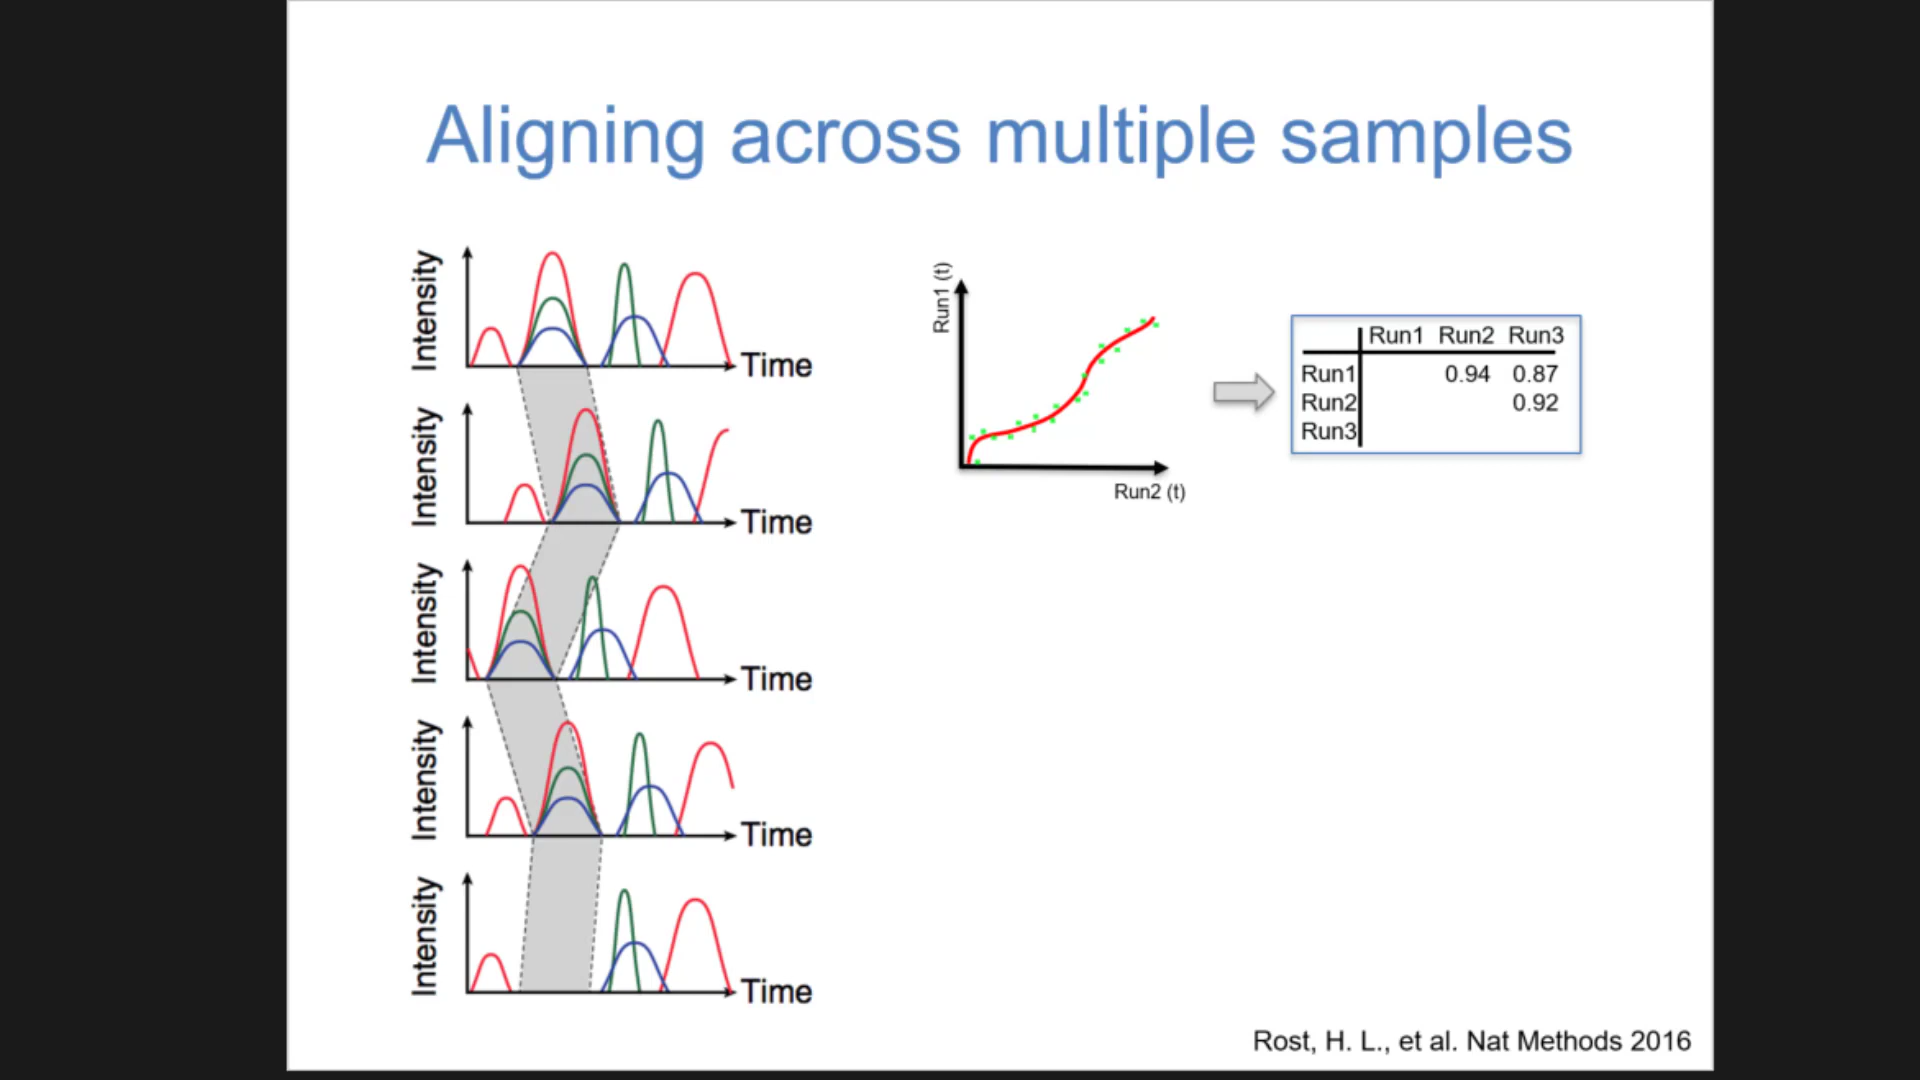 Aligning across multiple samples
Intensity
Time
Intensity
Time
Intensity
Time
Intensity
Time
Intensity
Time
Run1 (t)
Run2 (t)
Run1 Run2 Run3
Run1 0.94 0.87
Run2 0.92
Run3
Rost, H. L., et al. Nat Methods 2016